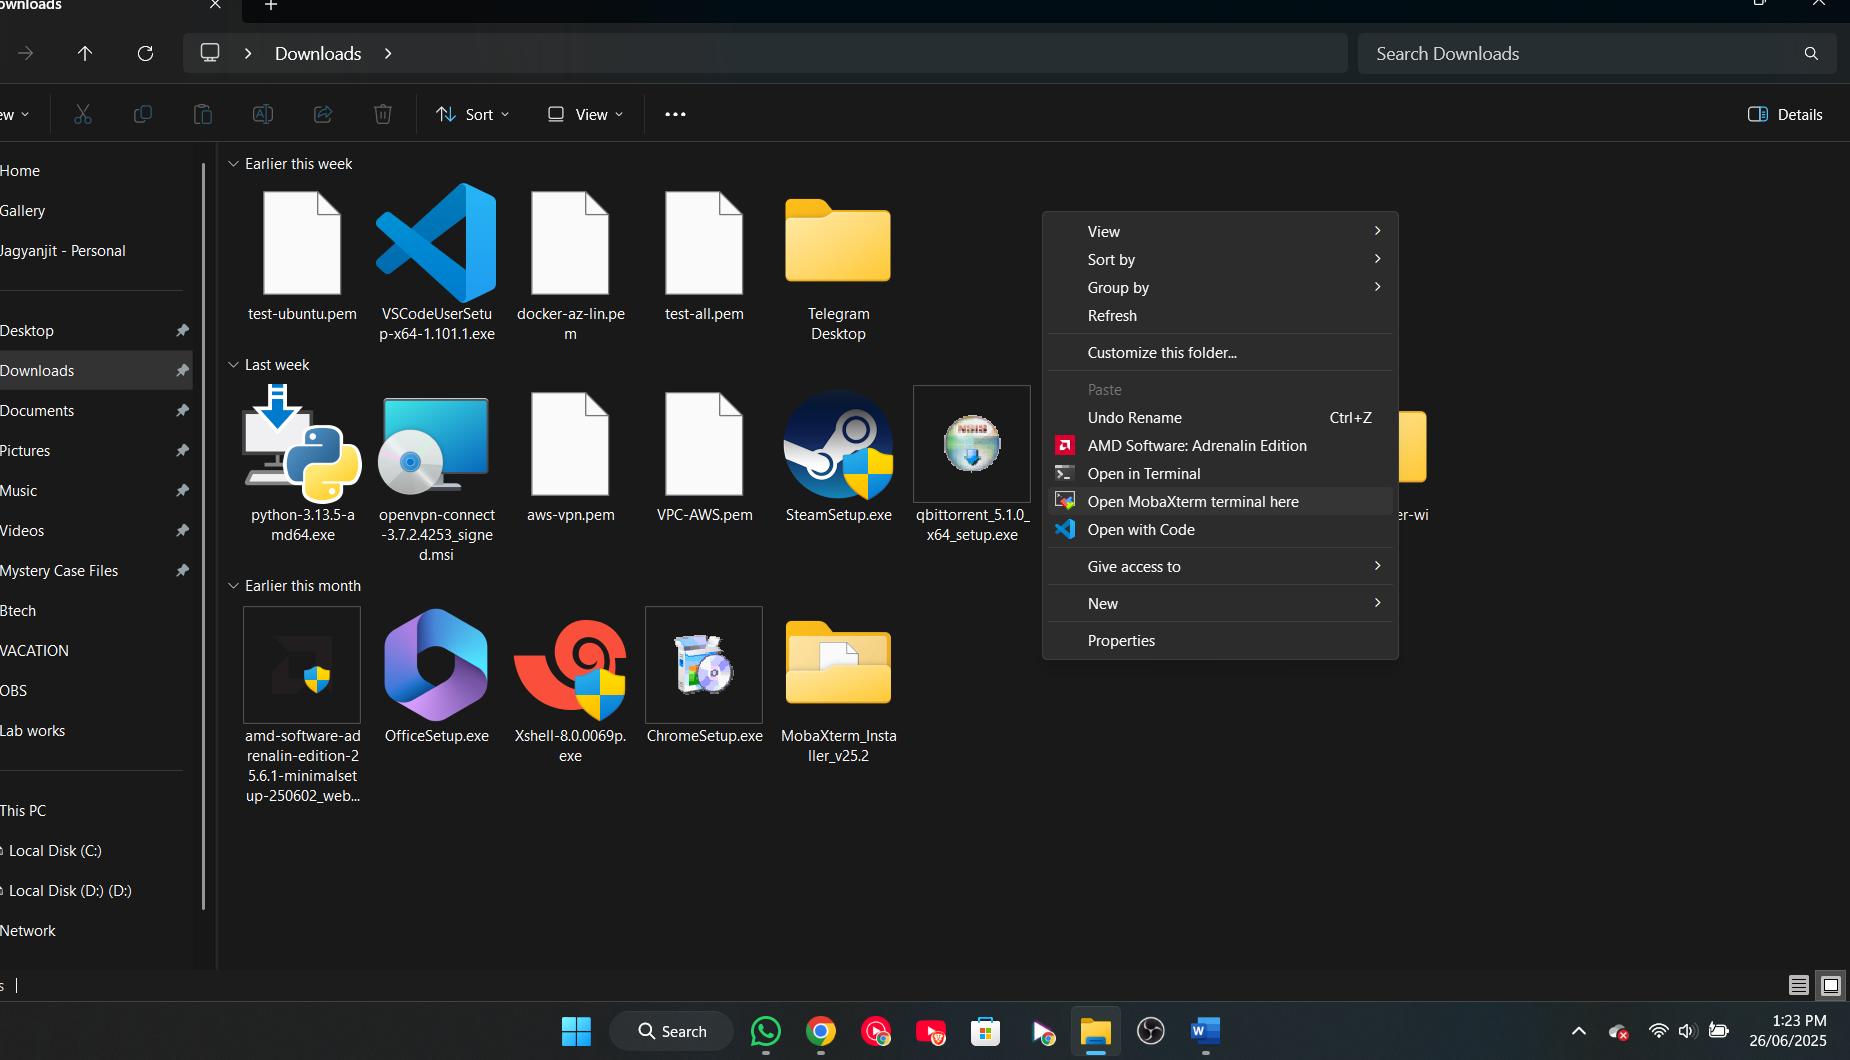 ownloads
Downloads
Search Downloads
ew
Sort
View
Details
Home
Gallery
Jagyanjit - Personal
Desktop
Downloads
Documents
Pictures
Music
Videos
Mystery Case Files
Btech
VACATION
OBS
Lab works
This PC
Local Disk (C:)
Local Disk (D:) (D:)
Network
Earlier this week
test-ubuntu.pem
VSCodeUserSetu
p-x64-1.101.1.exe
docker-az-lin.pe
m
test-all.pem
Telegram
Desktop
Last week
python-3.13.5-a
md64.exe
openvpn-connect
-3.7.2.4253_signe
d.msi
aws-vpn.pem
VPC-AWS.pem
SteamSetup.exe
NSIS
qbittorrent_5.1.0_
x64_setup.exe
er-wi
Earlier this month
amd-software-ad
renalin-edition-2
5.6.1-minimalset
up-250602_web...
OfficeSetup.exe
Xshell-8.0.0069p.
exe
ChromeSetup.exe
MobaXterm_Insta
ller_v25.2
View
Sort by
Group by
Refresh
Customize this folder...
Paste
Undo Rename Ctrl+Z
AMD Software: Adrenalin Edition
Open in Terminal
Open MobaXterm terminal here
Open with Code
Give access to
New
Properties
s
Search
1:23 PM
26/06/2025